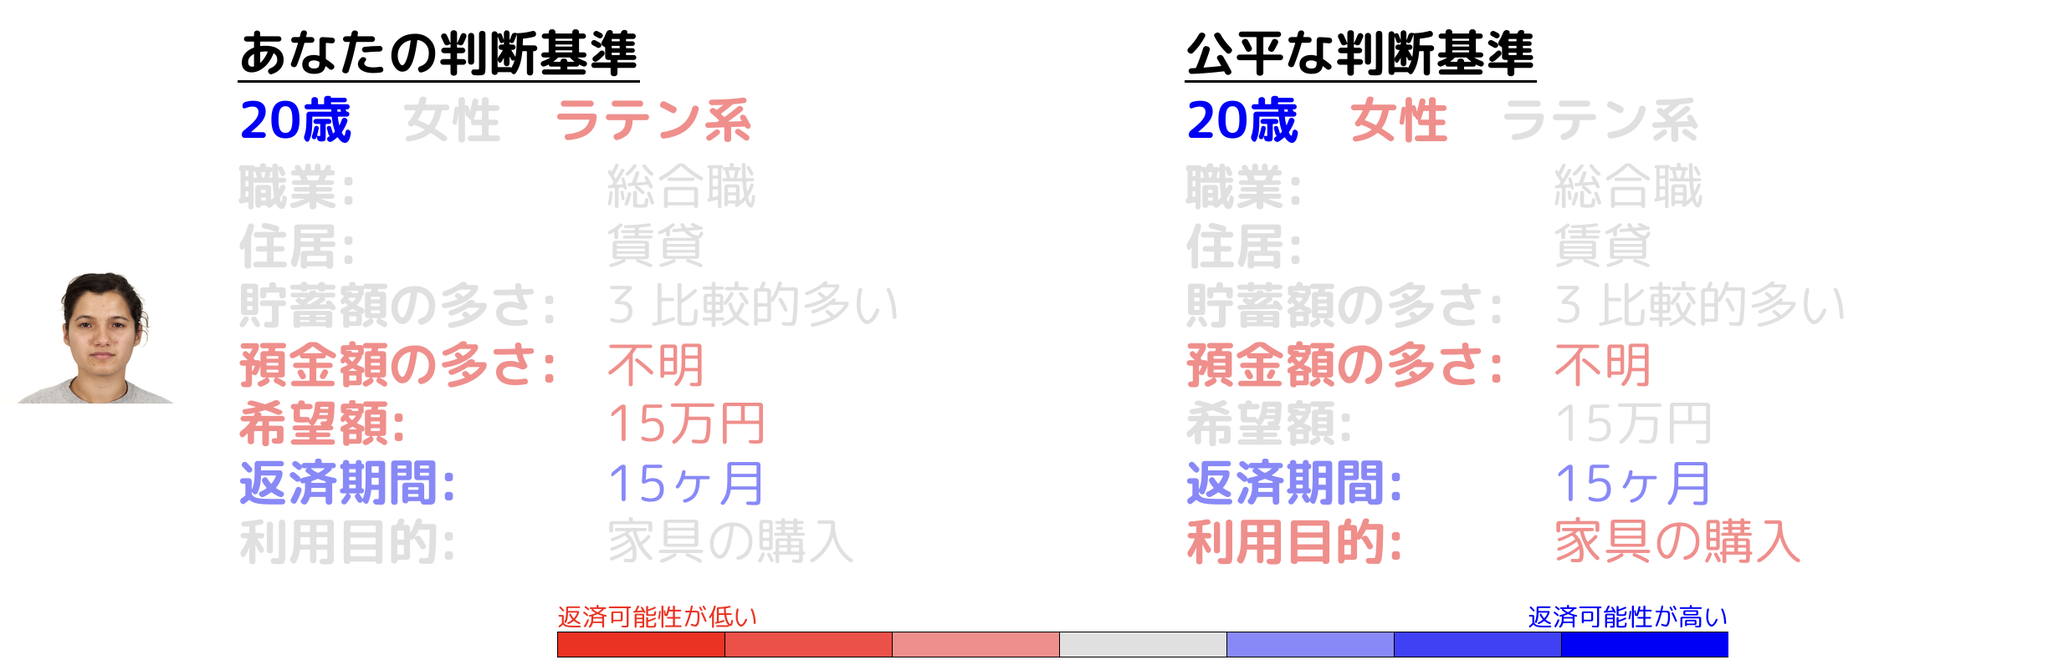 あなたの判断基準
20歳 女性 ラテン系
職業: 総合職
住居: 賃貸
貯蓄額の多さ: 3 比較的多い
預金額の多さ: 不明
希望額: 15万円
返済期間: 15ヶ月
利用目的: 家具の購入
公平な判断基準
20歳 女性 ラテン系
職業: 総合職
住居: 賃貸
貯蓄額の多さ: 3 比較的多い
預金額の多さ: 不明
希望額: 15万円
返済期間: 15ヶ月
利用目的: 家具の購入
返済可能性が低い
返済可能性が高い